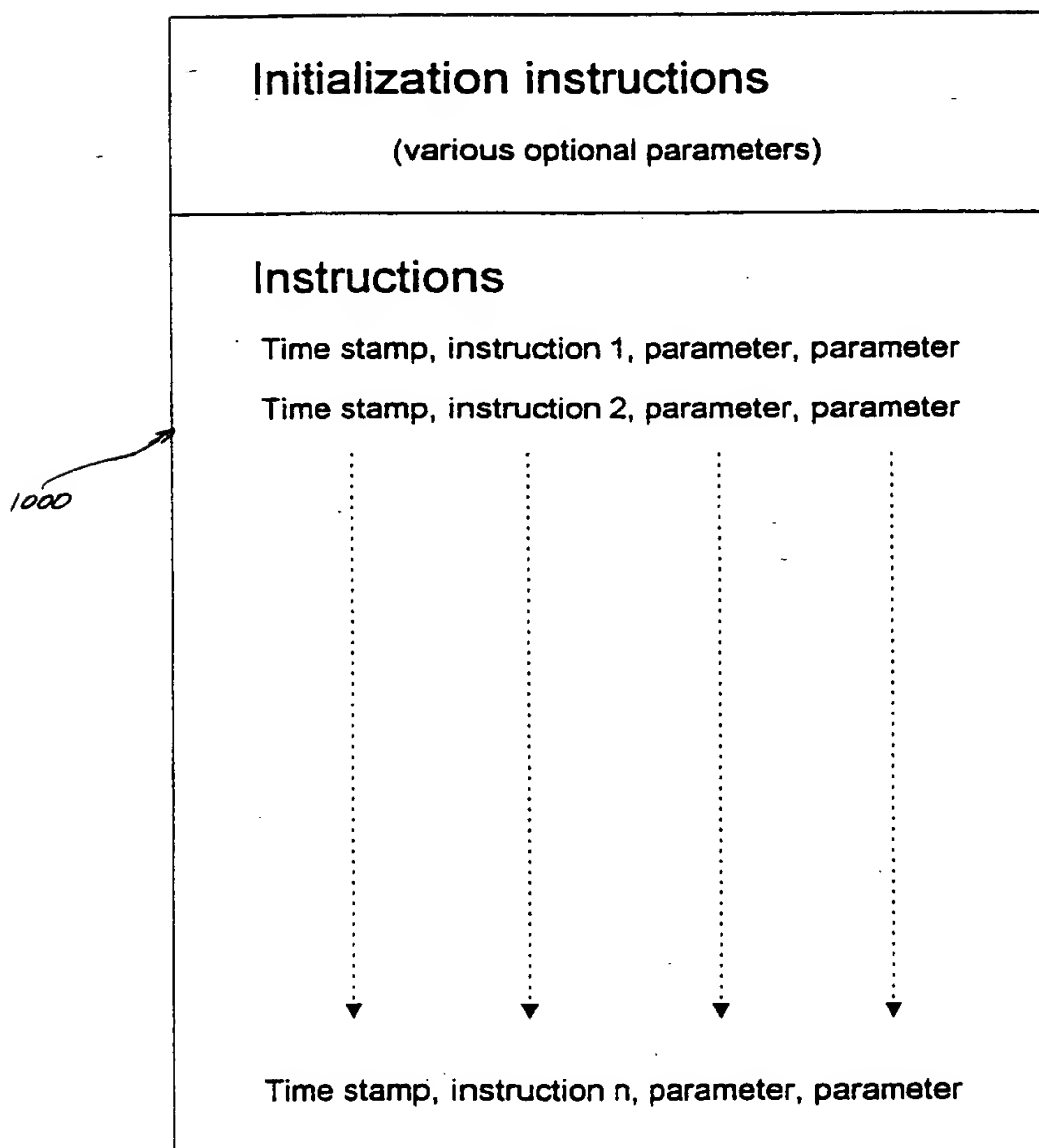 Initialization instructions
(various optional parameters)
Instructions
Time stamp, instruction 1, parameter, parameter
Time stamp, instruction 2, parameter, parameter
1000
Time stamp, instruction n, parameter, parameter